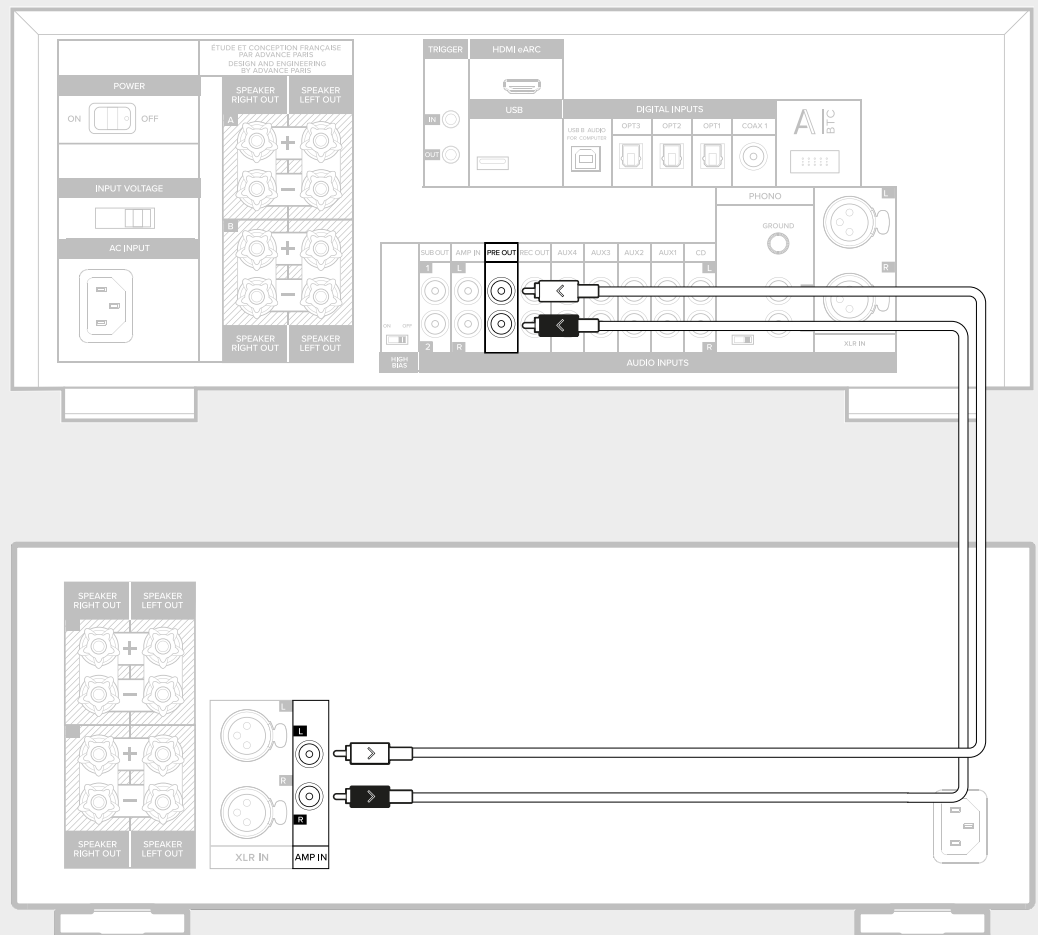 ÉTUDE ET CONCEPTION FRANÇAISE
PAR ADVANCE PARIS
DESIGN AND ENGINEERING
BY ADVANCE PARIS
POWER
ON OFF
INPUT VOLTAGE
AC INPUT
SPEAKER RIGHT OUT
SPEAKER LEFT OUT
A
+
−
B
+
−
SPEAKER RIGHT OUT
SPEAKER LEFT OUT
TRIGGER
IN
OUT
HDMI eARC
USB
DIGITAL INPUTS
USB B AUDIO
FOR COMPUTER
OPT3
OPT2
OPT1
COAX 1
A
BTC
PHONO
GROUND
L
R
XLR IN
SUB OUT
AMP IN
PRE OUT
REC OUT
AUX4
AUX3
AUX2
AUX1
CD
1
L
L
2
R
R
ON OFF
HIGH
BIAS
AUDIO INPUTS
SPEAKER RIGHT OUT
SPEAKER LEFT OUT
+
−
+
−
SPEAKER RIGHT OUT
SPEAKER LEFT OUT
L
L
R
R
XLR IN
AMP IN